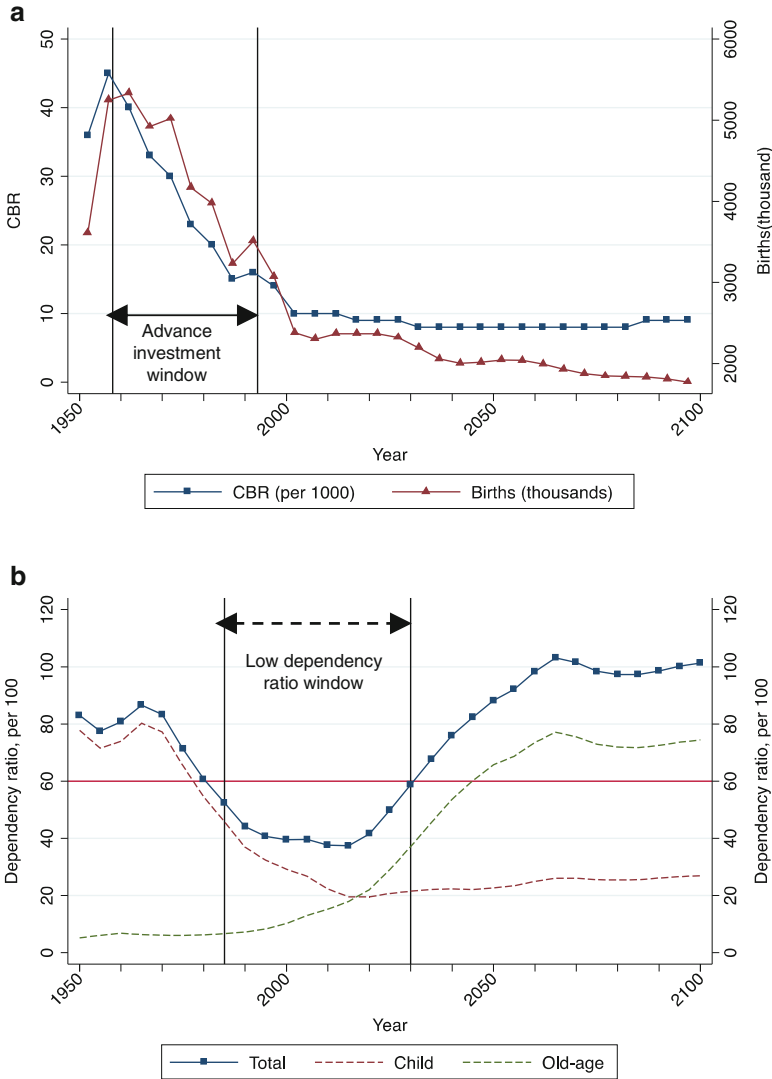 a
50
40
30
20
10
0
CBR
6000
5000
4000
3000
2000
Births(thousand)
Advance
investment
window
1950
2000
2050
2100
Year
CBR (per 1000)
Births (thousands)
b
120
100
80
60
40
20
0
Dependency ratio, per 100
120
100
80
60
40
20
0
Dependency ratio, per 100
Low dependency
ratio window
1950
2000
2050
2100
Year
Total
Child
Old-age